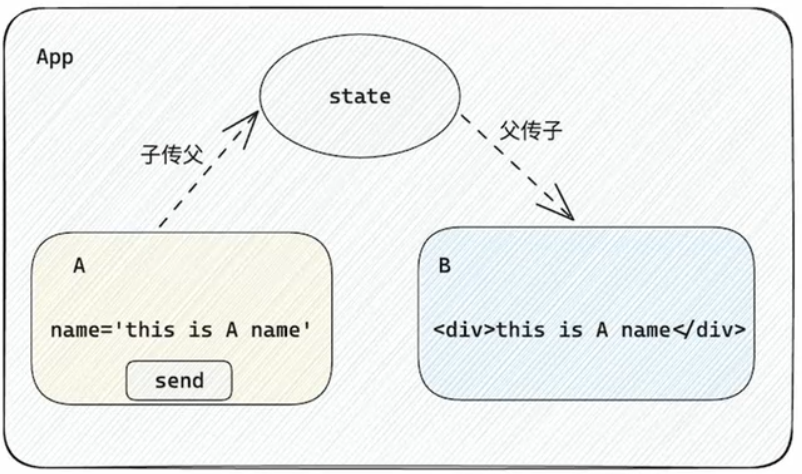 App
state
子传父
父传子
A
B
name='this is A name'
<div>this is A name</div>
send